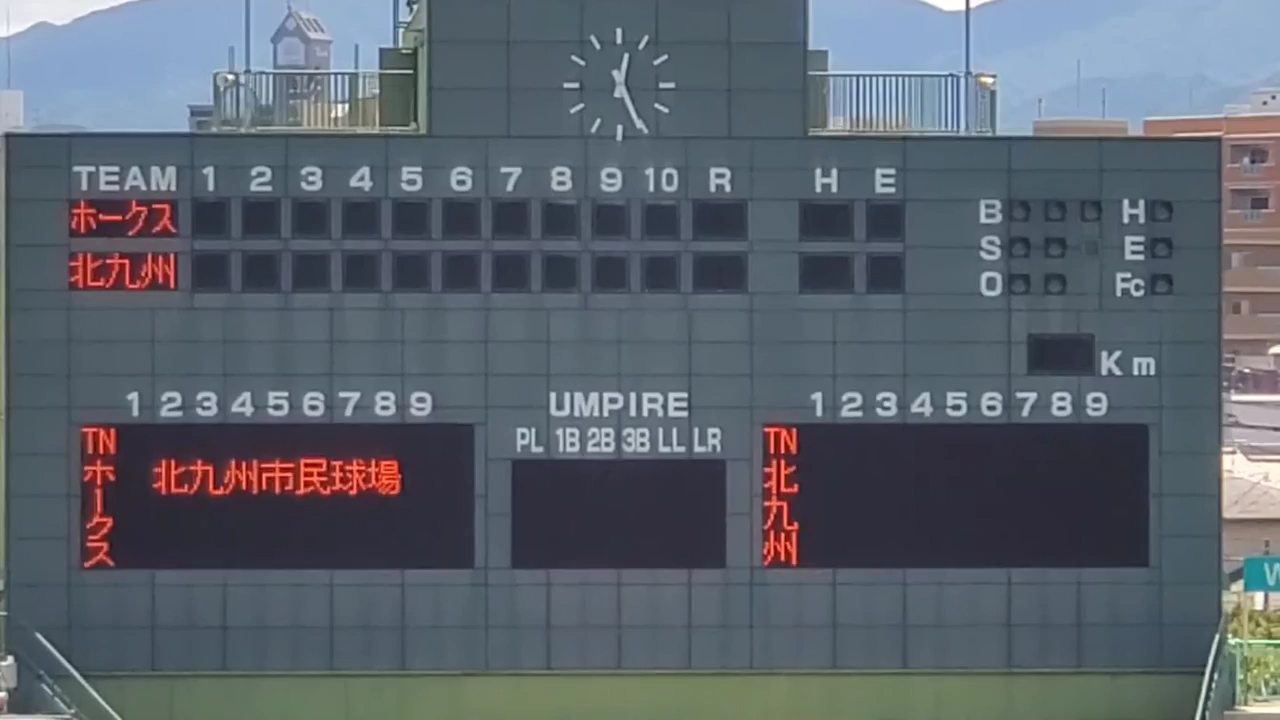 TEAM 1 2 3 4 5 6 7 8 9 10 R H E
ホークス
北九州
B H
S E
O Fc
Km
1 2 3 4 5 6 7 8 9
UMPIRE
1 2 3 4 5 6 7 8 9
PL 1B 2B 3B LL LR
TN
ホークス
北九州市民球場
TN
北九州
W